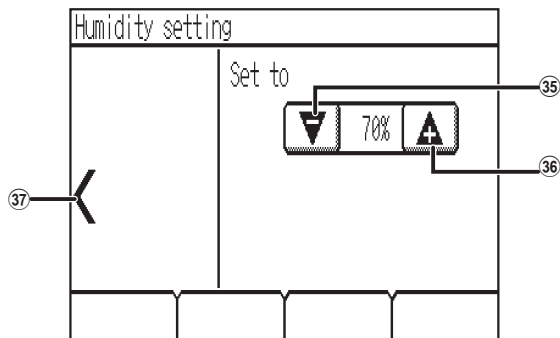 Humidity setting
Set to
㉟
− 70% +
㊱
㊲